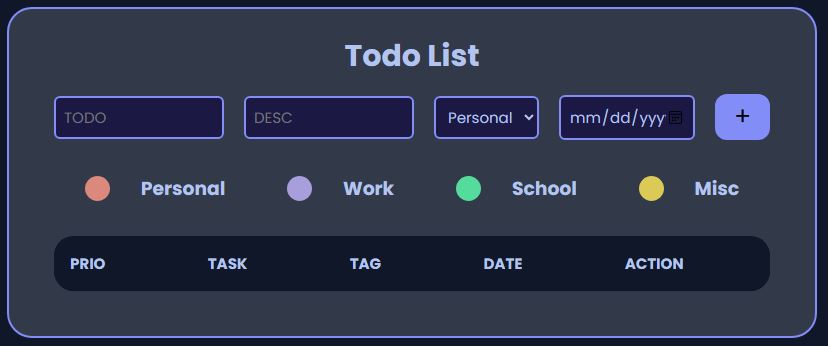 Todo List
TODO DESC Personal mm/dd/yyy +
Personal Work School Misc
PRIO TASK TAG DATE ACTION